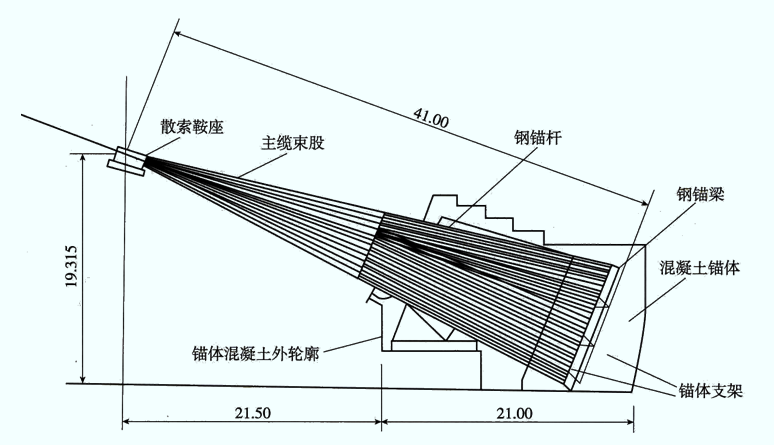 41.00
散索鞍座
主缆束股
钢锚杆
钢锚梁
19.315
混凝土锚体
锚体混凝土外轮廓
锚体支架
21.50
21.00